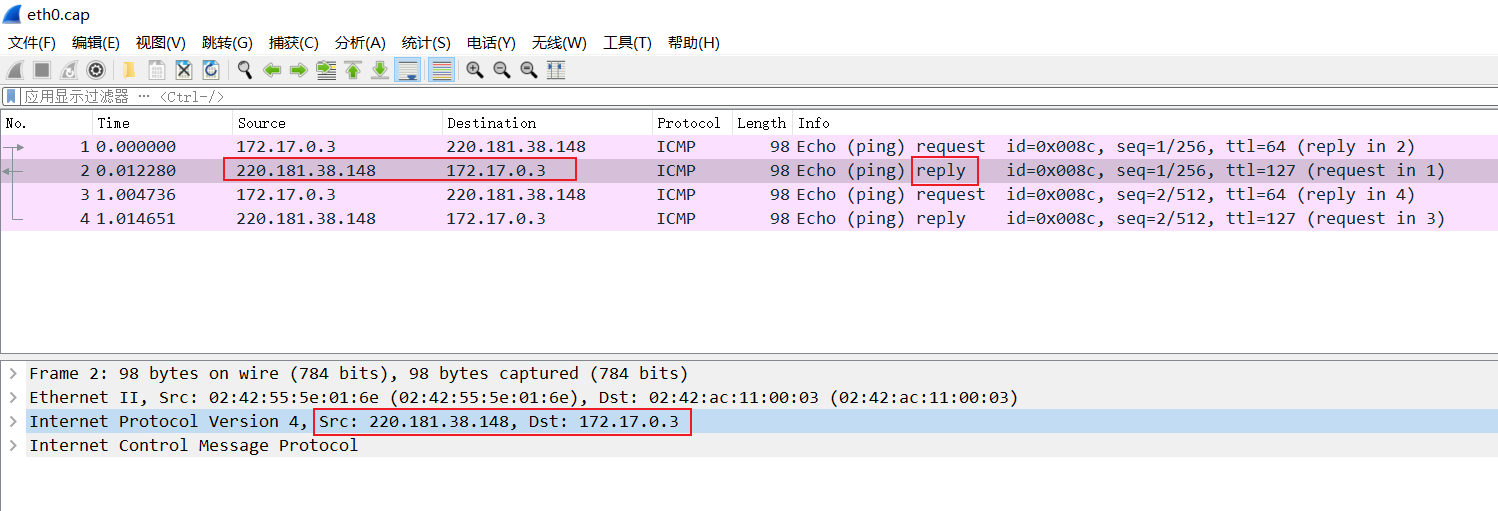 eth0.cap
文件(F) 编辑(E) 视图(V) 跳转(G) 捕获(C) 分析(A) 统计(S) 电话(Y) 无线(W) 工具(T) 帮助(H)
应用显示过滤器 … <Ctrl-/>
No. Time Source Destination Protocol Length Info
1 0.000000 172.17.0.3 220.181.38.148 ICMP 98 Echo (ping) request id=0x008c, seq=1/256, ttl=64 (reply in 2)
2 0.012280 220.181.38.148 172.17.0.3 ICMP 98 Echo (ping) reply id=0x008c, seq=1/256, ttl=127 (request in 1)
3 1.004736 172.17.0.3 220.181.38.148 ICMP 98 Echo (ping) request id=0x008c, seq=2/512, ttl=64 (reply in 4)
4 1.014651 220.181.38.148 172.17.0.3 ICMP 98 Echo (ping) reply id=0x008c, seq=2/512, ttl=127 (request in 3)
Frame 2: 98 bytes on wire (784 bits), 98 bytes captured (784 bits)
Ethernet II, Src: 02:42:55:5e:01:6e (02:42:55:5e:01:6e), Dst: 02:42:ac:11:00:03 (02:42:ac:11:00:03)
Internet Protocol Version 4, Src: 220.181.38.148, Dst: 172.17.0.3
Internet Control Message Protocol